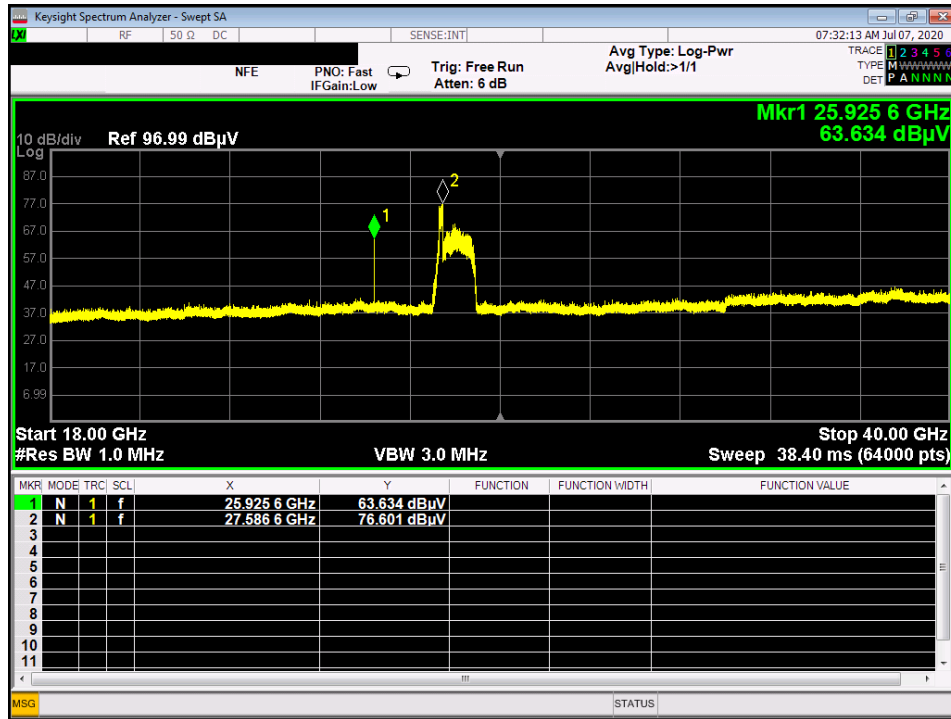 Keysight Spectrum Analyzer - Swept SA
LXI RF 50 Ω DC SENSE:INT 07:32:13 AM Jul 07, 2020
NFE PNO: Fast IFGain:Low Trig: Free Run Atten: 6 dB Avg Type: Log-Pwr Avg|Hold:>1/1
TRACE 1 2 3 4 5 6
TYPE M WWWWW
DET P A N N N N
Mkr1 25.925 6 GHz
63.634 dBµV
10 dB/div Ref 96.99 dBµV
Log
87.0
77.0
67.0
57.0
47.0
37.0
27.0
17.0
6.99
1
2
Start 18.00 GHz Stop 40.00 GHz
#Res BW 1.0 MHz VBW 3.0 MHz Sweep 38.40 ms (64000 pts)
MKR MODE TRC SCL X Y FUNCTION FUNCTION WIDTH FUNCTION VALUE
1 N 1 f 25.925 6 GHz 63.634 dBµV
2 N 1 f 27.586 6 GHz 76.601 dBµV
3
4
5
6
7
8
9
10
11
MSG STATUS